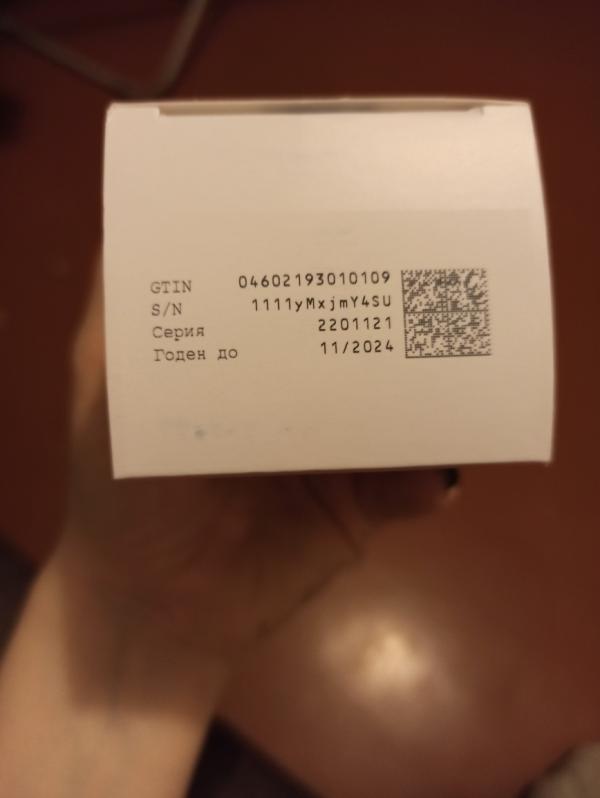 GTIN 04602193010109
S/N 1111yMxjmY4SU
Серия 2201121
Годен до 11/2024